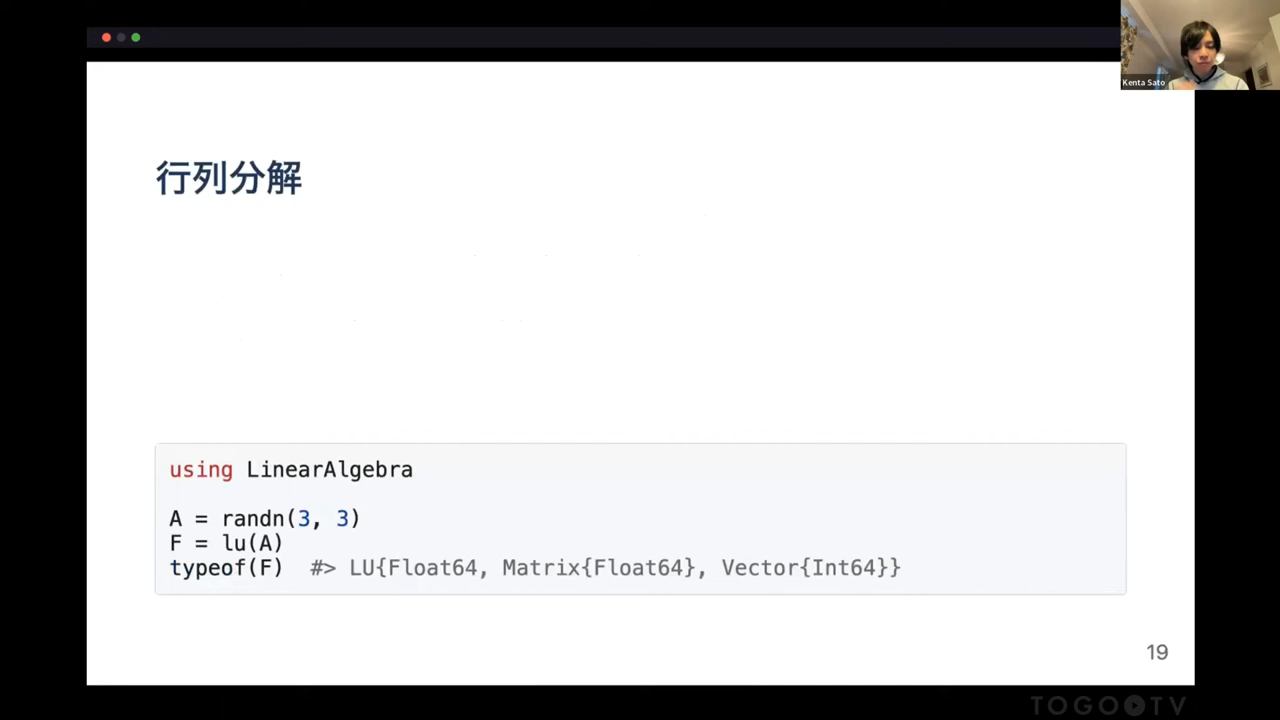 Kenta Sato
行列分解
using LinearAlgebra
A = randn(3, 3)
F = lu(A)
typeof(F)  #> LU{Float64, Matrix{Float64}, Vector{Int64}}
19
TOGO TV